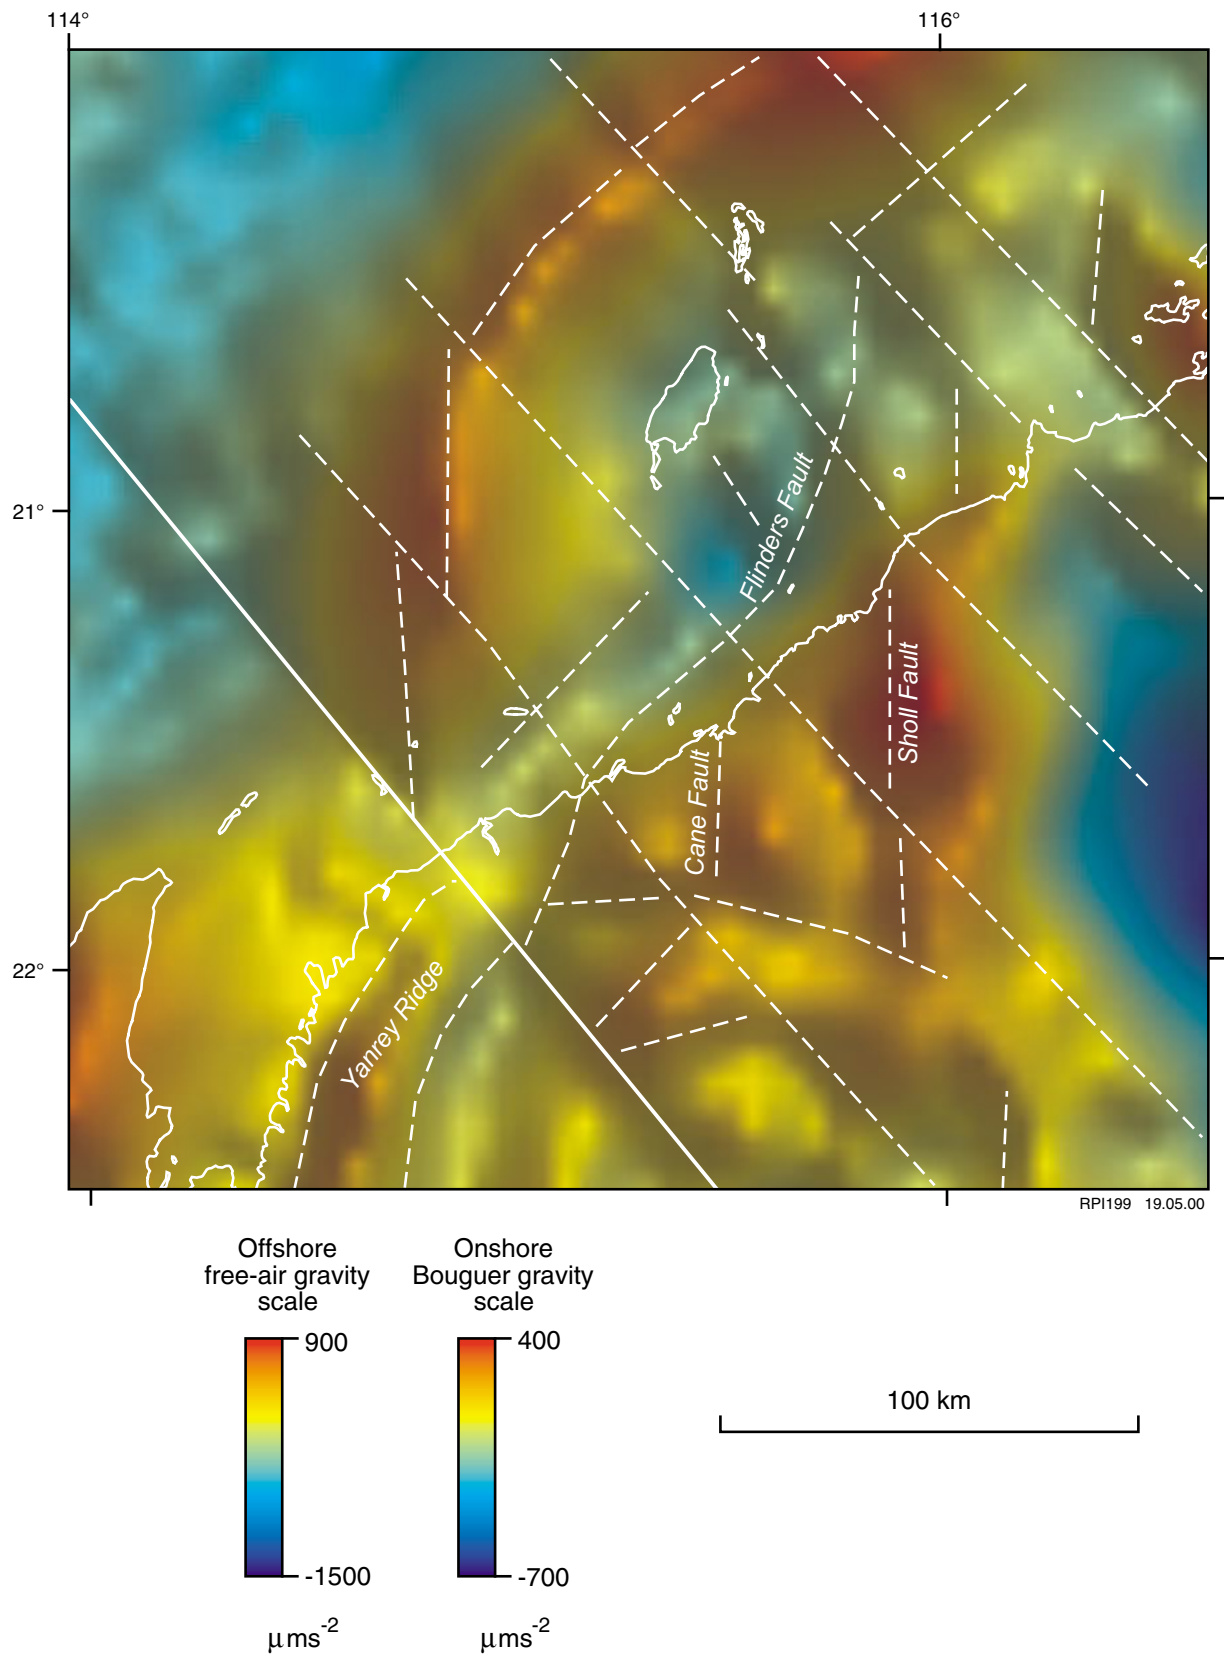 114°
116°
21°
22°
Flinders Fault
Sholl Fault
Cane Fault
Yanrey Ridge
RPI199 19.05.00
Offshore
free-air gravity
scale
Onshore
Bouguer gravity
scale
900
-1500
μms-2
400
-700
μms-2
100 km